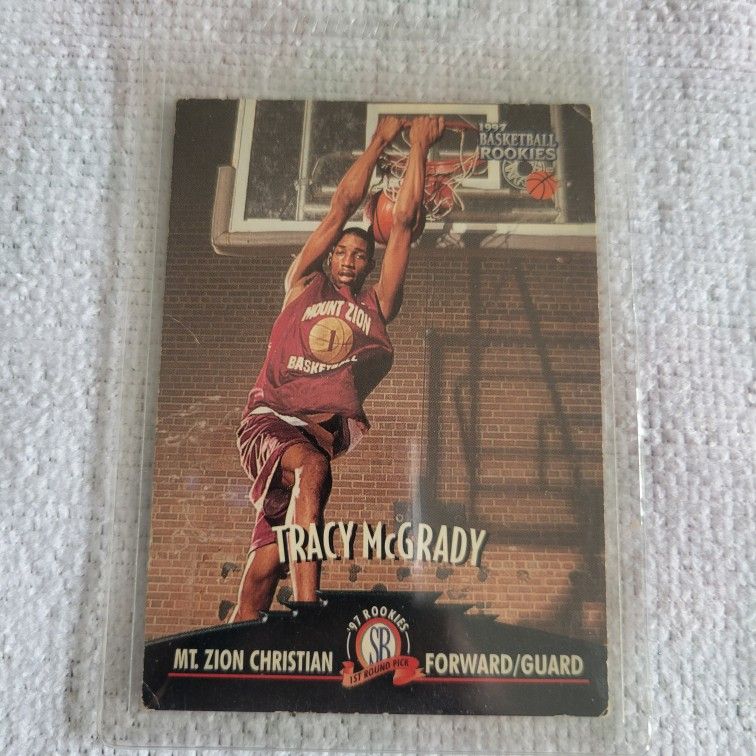 1997
BASKETBALL
ROOKIES
MOUNT ZION
1
BASKETBALL
TRACY McGRADY
'97 ROOKIES
SB
1ST ROUND PICK
MT. ZION CHRISTIAN
FORWARD/GUARD